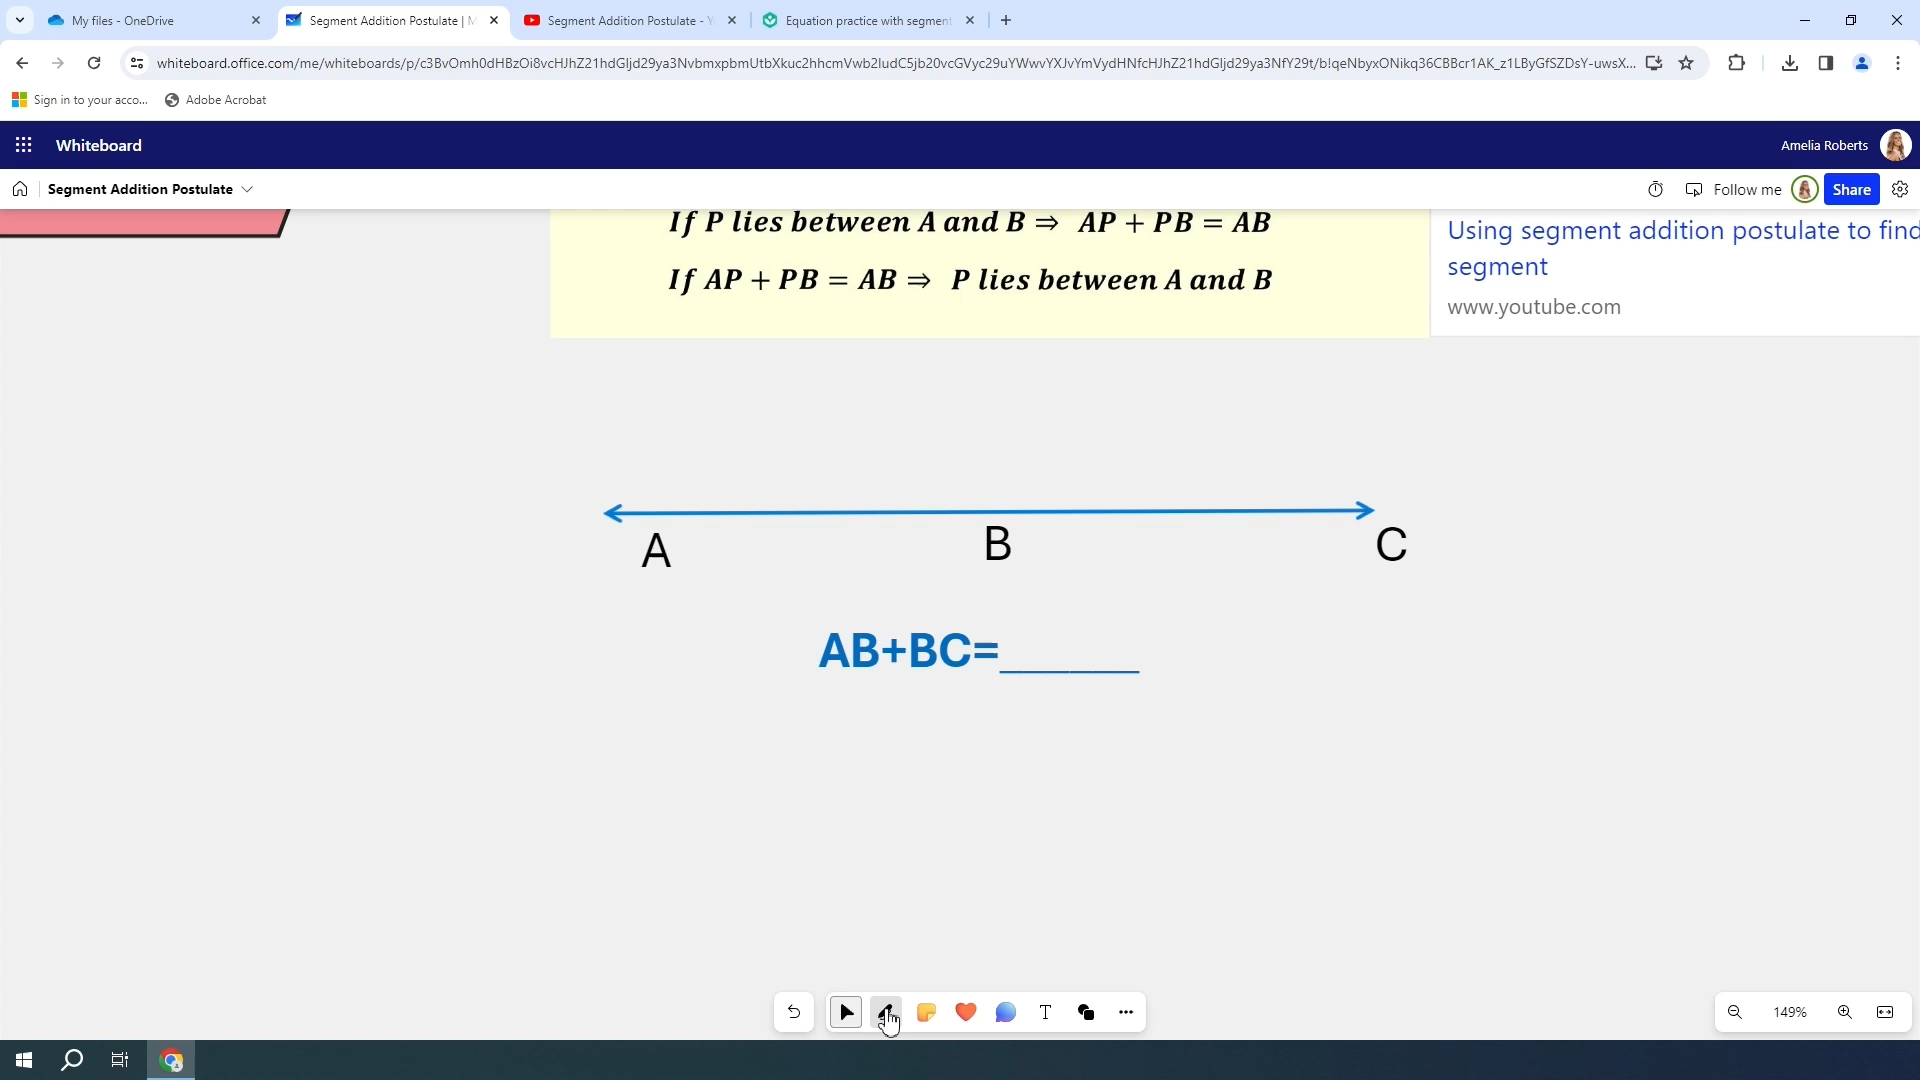 My files - OneDrive
Segment Addition Postulate |
Segment Addition Postulate -
Equation practice with segment
whiteboard.office.com/me/whiteboards/p/c3BvOmh0dHBzOi8vcHJhZ21hdGljd29ya3NvbmxpbmUtbXkuc2hhcmVwb2ludC5jb20vcGVyc29uYWwvYXJvYmVydHNfcHJhZ21hdGljd29ya3NfY29t/b!qeNbyxONikq36CBBcr1AK_z1LByGfSZDsY-uwsX...
Sign in to your acco...
Adobe Acrobat
Whiteboard
Amelia Roberts
Segment Addition Postulate
Follow me
Share
If P lies between A and B ⇒ AP + PB = AB
If AP + PB = AB ⇒ P lies between A and B
Using segment addition postulate to find
segment
www.youtube.com
A
B
C
AB+BC=______
T
149%